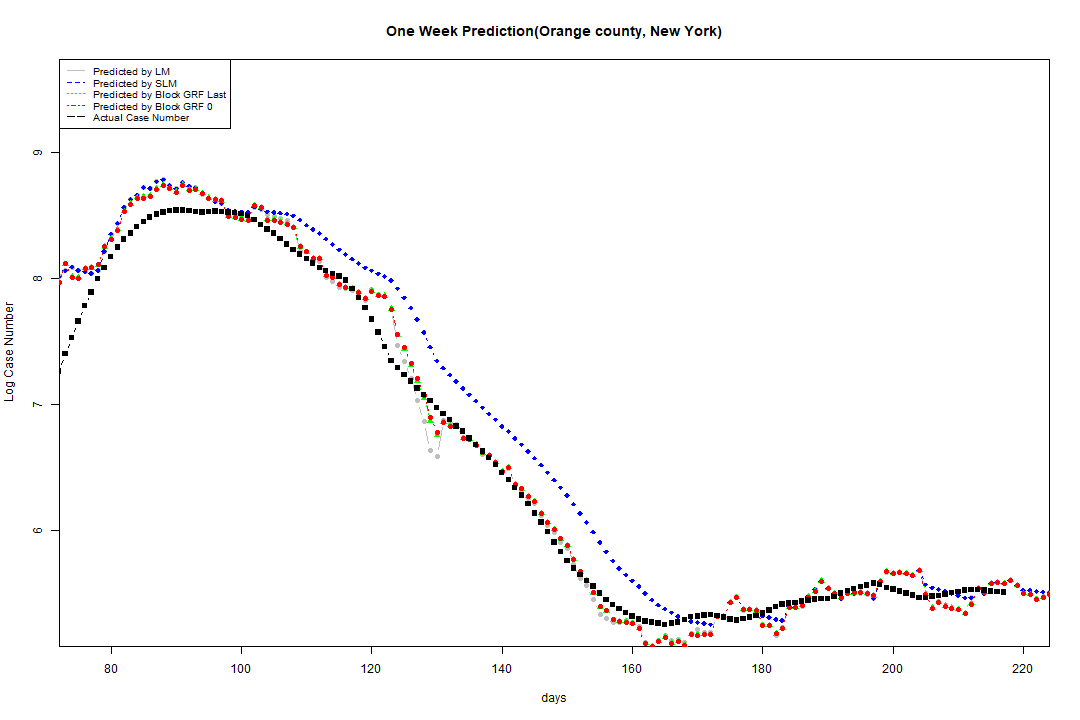 One Week Prediction(Orange county, New York)
Predicted by LM
Predicted by SLM
Predicted by Block GRF Last
Predicted by Block GRF 0
Actual Case Number
9
8
7
6
Log Case Number
80 100 120 140 160 180 200 220
days